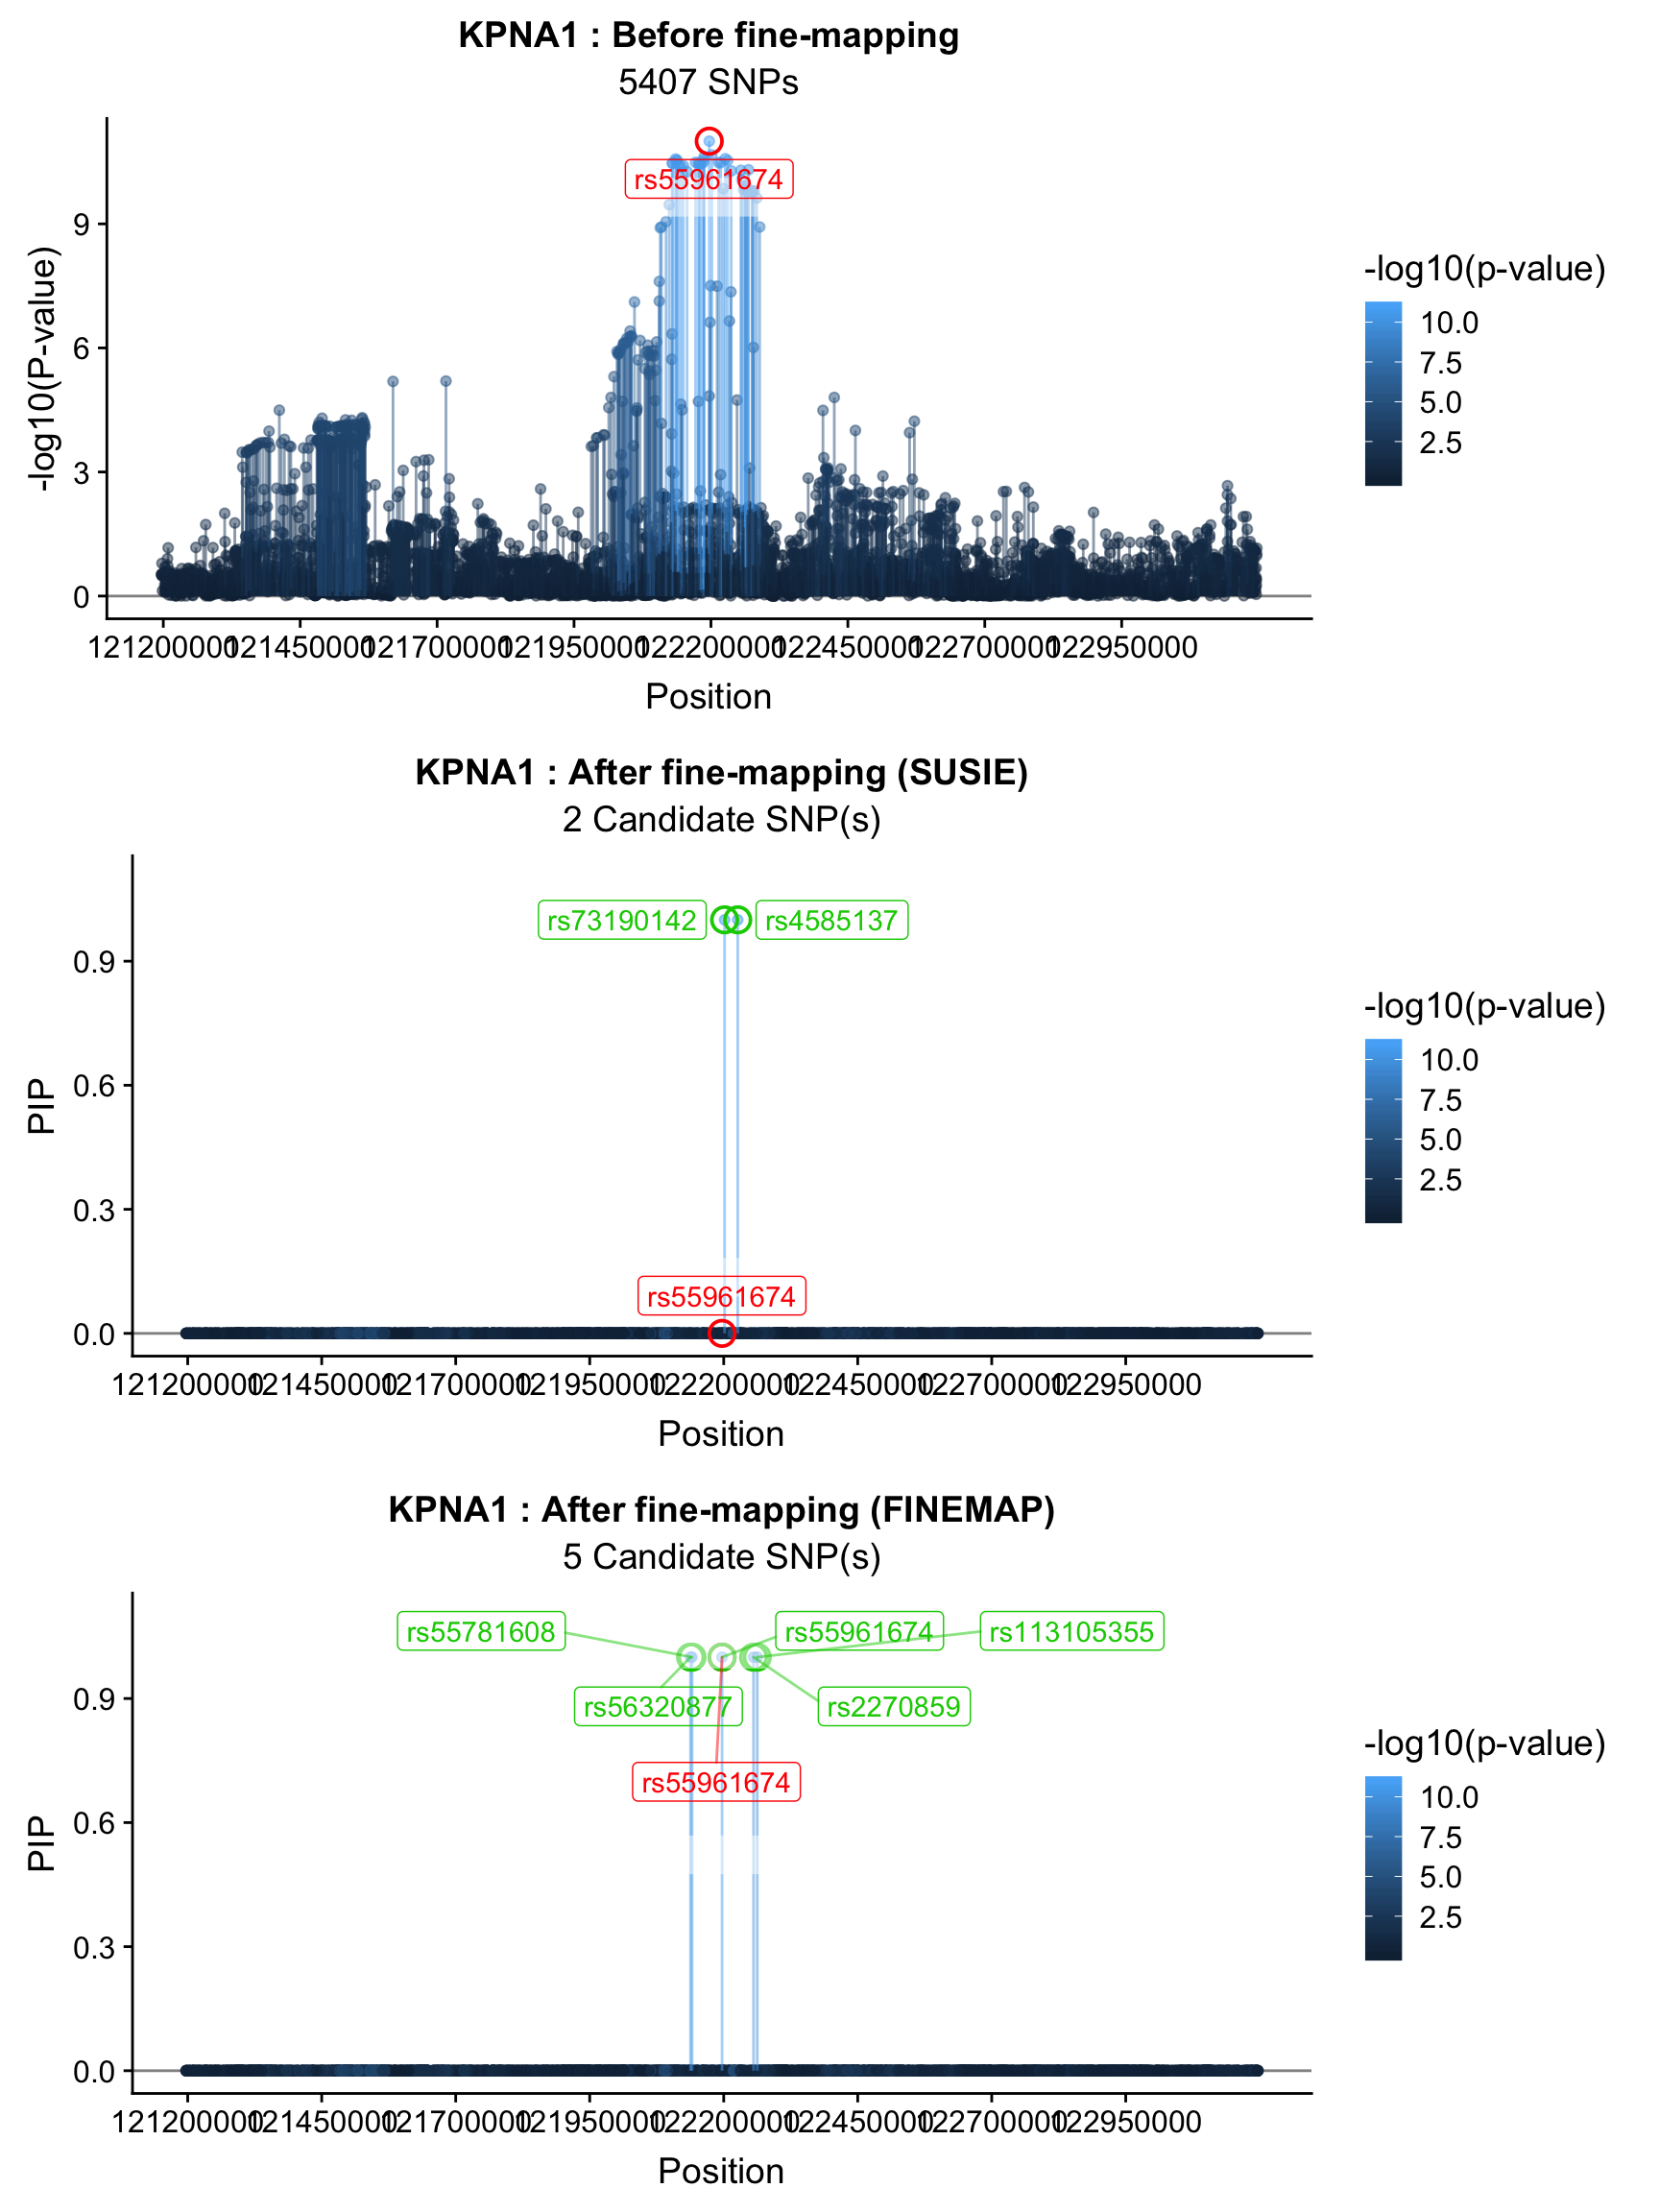 KPNA1 : Before fine-mapping
5407 SNPs
-log10(P-value)
9
6
3
0
rs55961674
121200000 121450000 121700000 121950000 122200000 122450000 122700000 122950000
Position
-log10(p-value)
10.0
7.5
5.0
2.5
KPNA1 : After fine-mapping (SUSIE)
2 Candidate SNP(s)
PIP
0.9
0.6
0.3
0.0
rs73190142
rs4585137
rs55961674
121200000 121450000 121700000 121950000 122200000 122450000 122700000 122950000
Position
-log10(p-value)
10.0
7.5
5.0
2.5
KPNA1 : After fine-mapping (FINEMAP)
5 Candidate SNP(s)
PIP
0.9
0.6
0.3
0.0
rs55781608
rs55961674
rs113105355
rs56320877
rs2270859
rs55961674
121200000 121450000 121700000 121950000 122200000 122450000 122700000 122950000
Position
-log10(p-value)
10.0
7.5
5.0
2.5